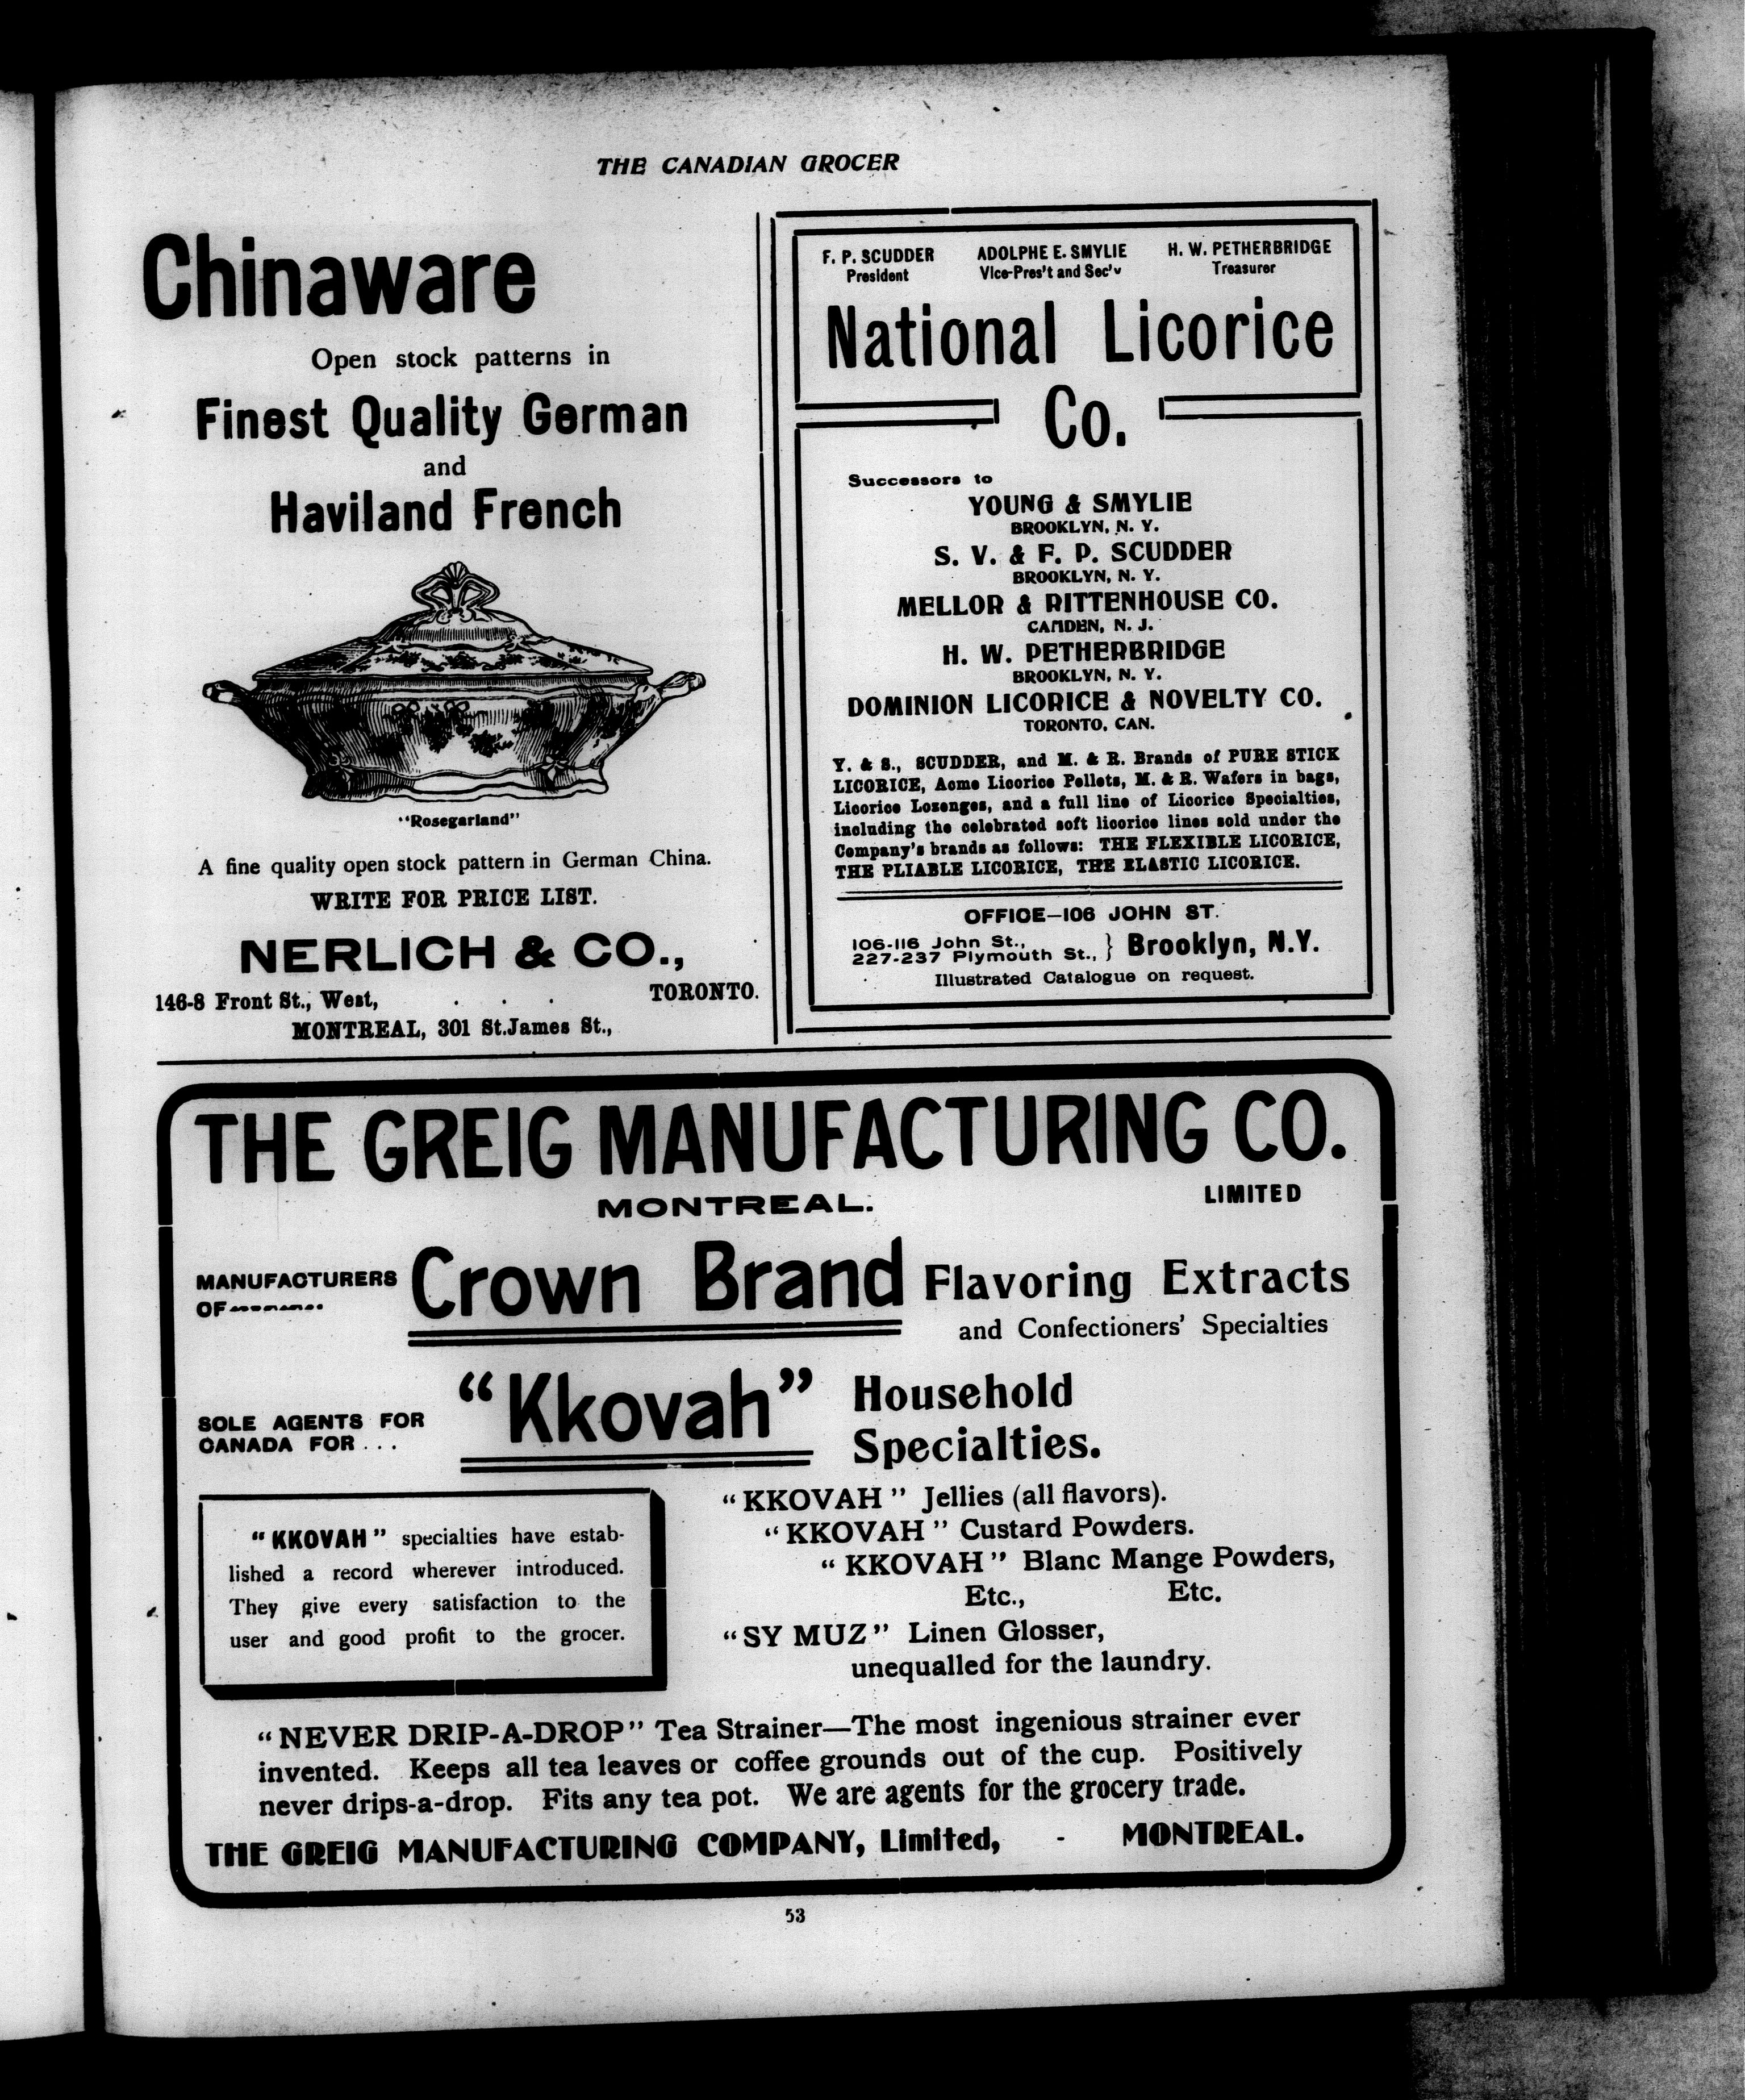 THE CANADIAN GROCER
Chinaware
Open stock patterns in
Finest Quality German
and
Haviland French
"Rosegarland"
A fine quality open stock pattern in German China.
WRITE FOR PRICE LIST.
NERLICH & CO.,
146-8 Front St., West, . . . TORONTO.
MONTREAL, 301 St. James St.,
F. P. SCUDDER
President
ADOLPHE E. SMYLIE
Vice-Pres't and Sec'y
H. W. PETHERBRIDGE
Treasurer
National Licorice
Co.
Successors to
YOUNG & SMYLIE
BROOKLYN, N. Y.
S. V. & F. P. SCUDDER
BROOKLYN, N. Y.
MELLOR & RITTENHOUSE CO.
CAMDEN, N. J.
H. W. PETHERBRIDGE
BROOKLYN, N. Y.
DOMINION LICORICE & NOVELTY CO.
TORONTO, CAN.
Y. & S., SCUDDER, and M. & R. Brands of PURE STICK
LICORICE, Acme Licorice Pellets, M. & R. Wafers in bags,
Licorice Lozenges, and a full line of Licorice Specialties,
including the celebrated soft licorice lines sold under the
Company's brands as follows: THE FLEXIBLE LICORICE,
THE PLIABLE LICORICE, THE ELASTIC LICORICE.
OFFICE—106 JOHN ST.
106-116 John St.,
227-237 Plymouth St., } Brooklyn, N.Y.
Illustrated Catalogue on request.
THE GREIG MANUFACTURING CO.
MONTREAL. LIMITED
MANUFACTURERS
OF
Crown Brand Flavoring Extracts
and Confectioners' Specialties
SOLE AGENTS FOR
CANADA FOR . . .
"Kkovah" Household
Specialties.
"KKOVAH" specialties have estab-
lished a record wherever introduced.
They give every satisfaction to the
user and good profit to the grocer.
"KKOVAH" Jellies (all flavors).
"KKOVAH" Custard Powders.
"KKOVAH" Blanc Mange Powders,
Etc., Etc.
"SY MUZ" Linen Glosser,
unequalled for the laundry.
"NEVER DRIP-A-DROP" Tea Strainer—The most ingenious strainer ever
invented. Keeps all tea leaves or coffee grounds out of the cup. Positively
never drips-a-drop. Fits any tea pot. We are agents for the grocery trade.
THE GREIG MANUFACTURING COMPANY, Limited, - MONTREAL.
53